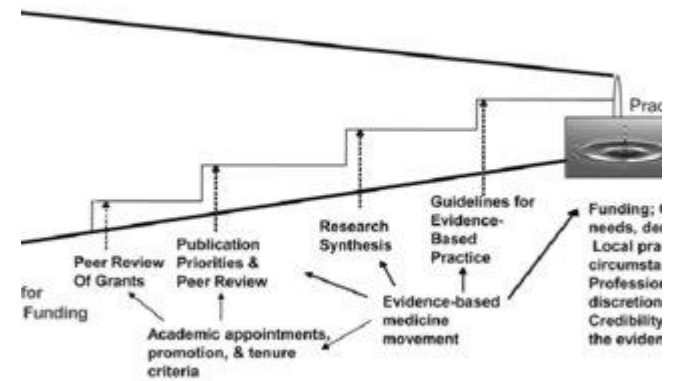 Prac
Guidelines for
Evidence-
Based
Practice
Research
Synthesis
Publication
Priorities &
Peer Review
Peer Review
Of Grants
for
Funding
Academic appointments,
promotion, & tenure
criteria
Evidence-based
medicine
movement
Funding;
needs, de
Local pra
circumsta
Profession
discretion
Credibility
the eviden